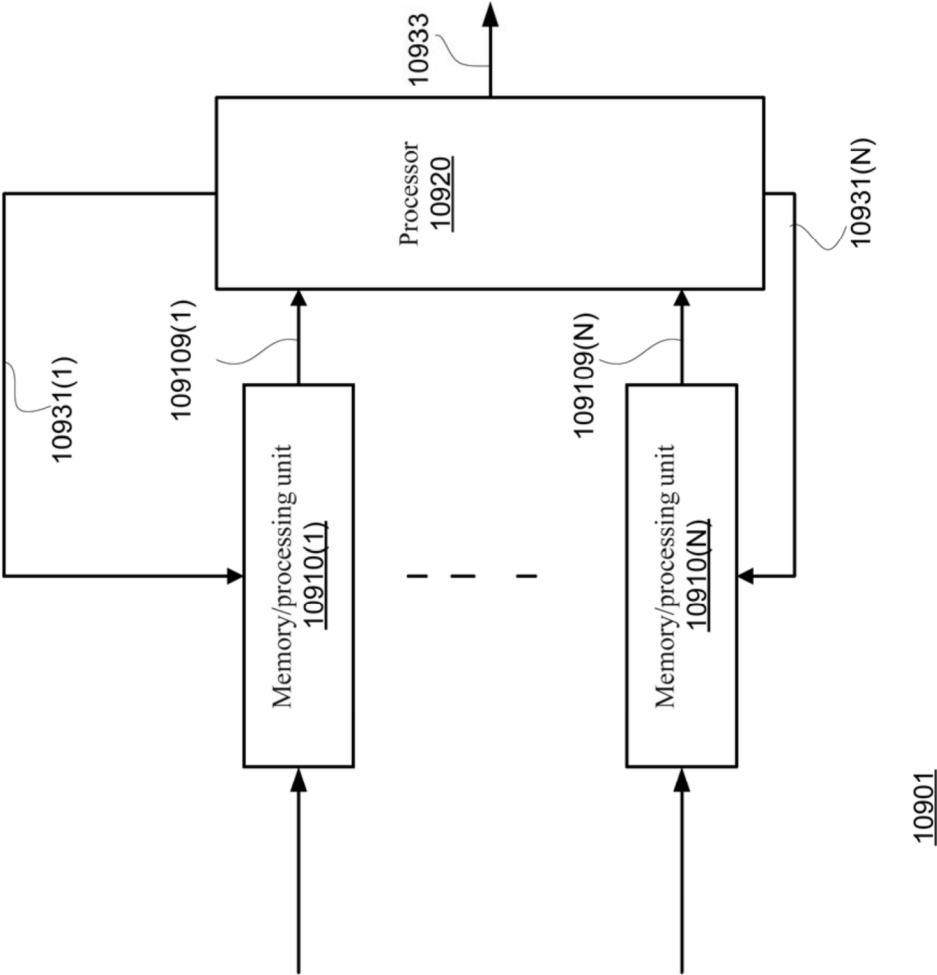 10933
Processor
10920
10931(N)
10931(1)
109109(1)
109109(N)
Memory/processing unit
10910(1)
Memory/processing unit
10910(N)
10901